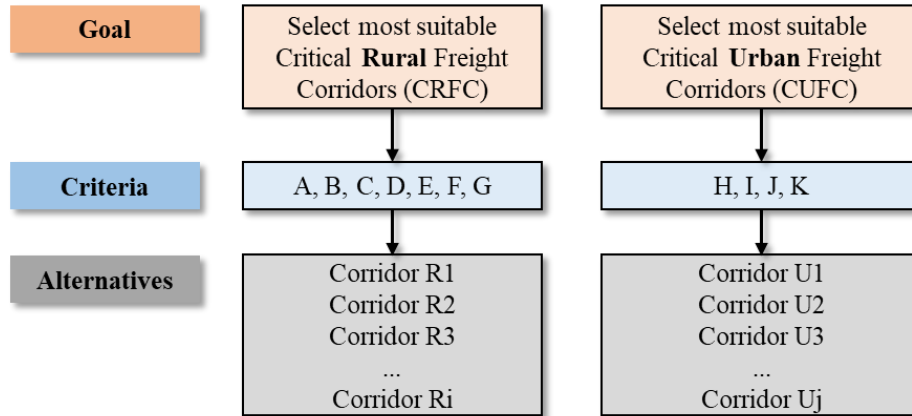 Goal
Select most suitable
Critical Rural Freight
Corridors (CRFC)
Select most suitable
Critical Urban Freight
Corridors (CUFC)
Criteria
A, B, C, D, E, F, G
H, I, J, K
Alternatives
Corridor R1
Corridor R2
Corridor R3
...
Corridor Ri
Corridor U1
Corridor U2
Corridor U3
...
Corridor Uj